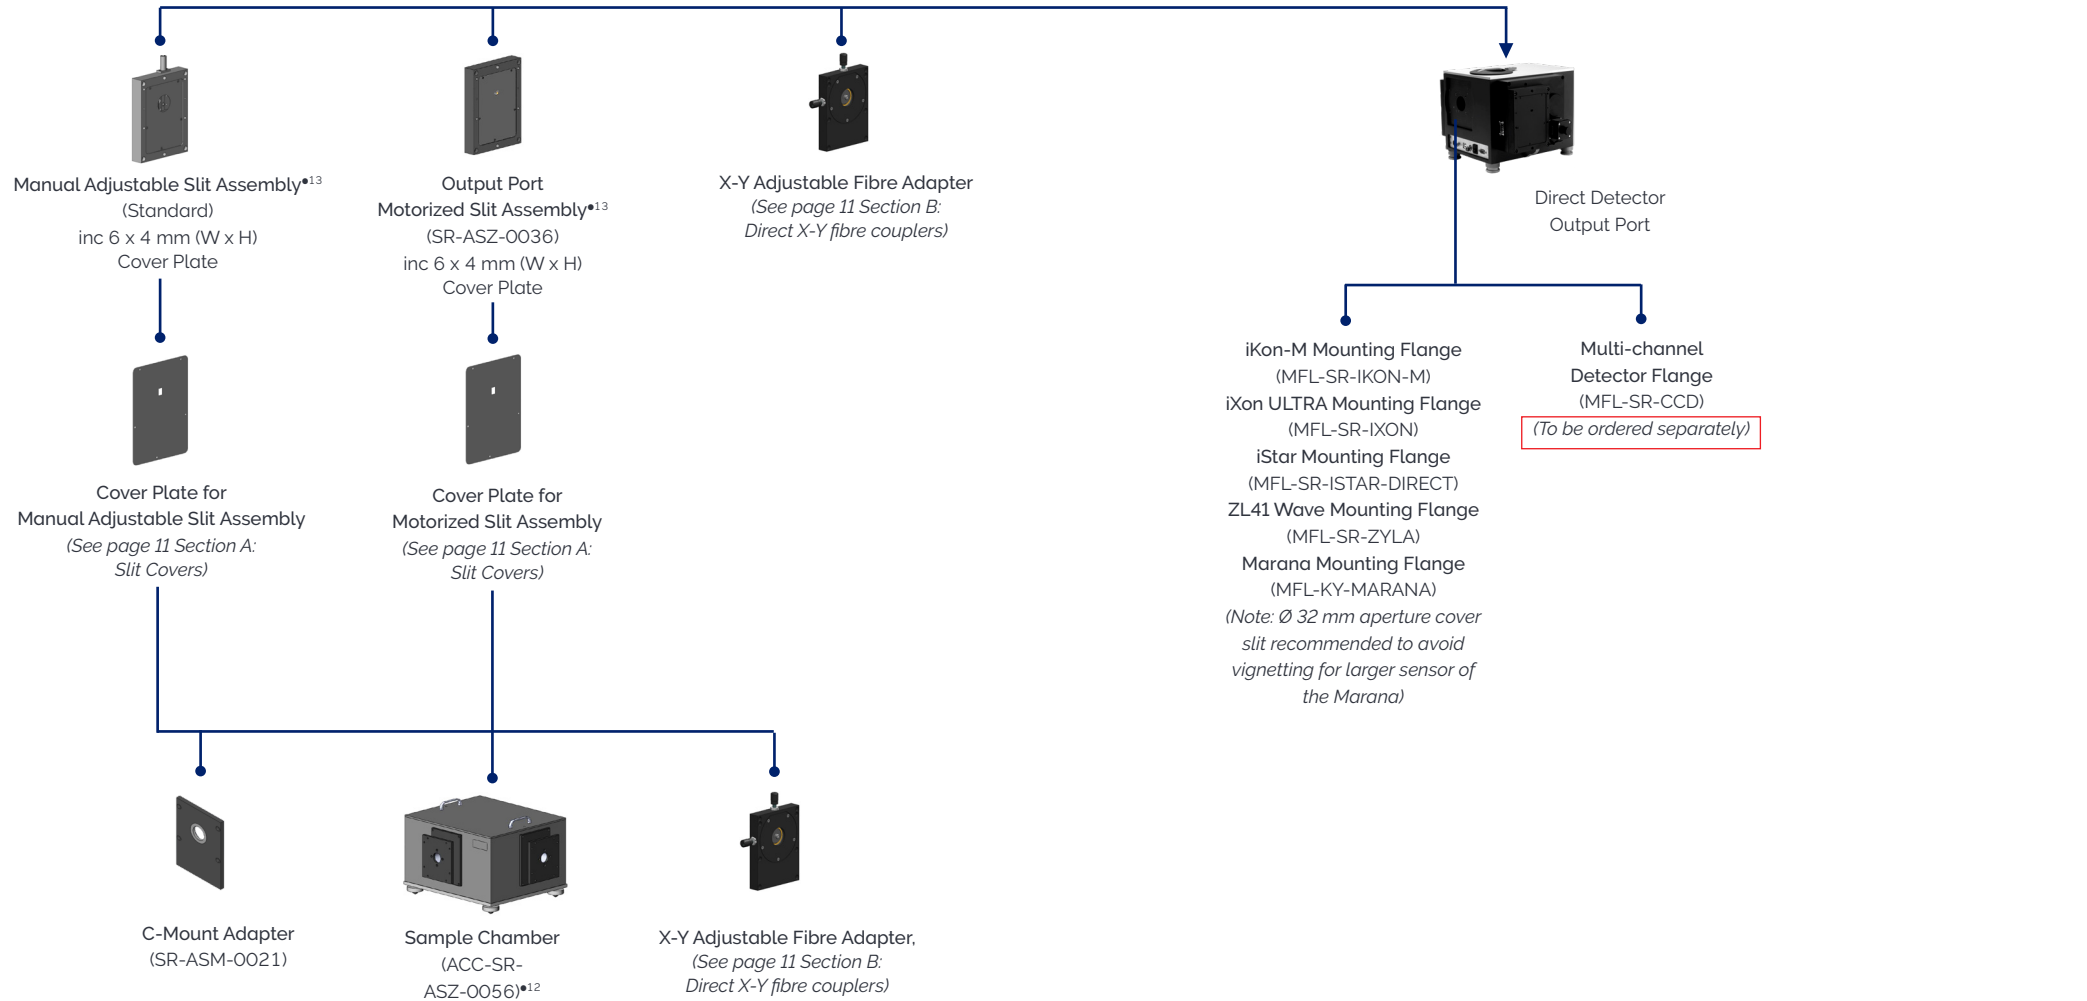 Manual Adjustable Slit Assembly●13
(Standard)
inc 6 x 4 mm (W x H)
Cover Plate
Output Port
Motorized Slit Assembly●13
(SR-ASZ-0036)
inc 6 x 4 mm (W x H)
Cover Plate
X-Y Adjustable Fibre Adapter
(See page 11 Section B:
Direct X-Y fibre couplers)
Direct Detector
Output Port
iKon-M Mounting Flange
(MFL-SR-IKON-M)
iXon ULTRA Mounting Flange
(MFL-SR-IXON)
iStar Mounting Flange
(MFL-SR-ISTAR-DIRECT)
ZL41 Wave Mounting Flange
(MFL-SR-ZYLA)
Marana Mounting Flange
(MFL-KY-MARANA)
(Note: Ø 32 mm aperture cover
slit recommended to avoid
vignetting for larger sensor of
the Marana)
Multi-channel
Detector Flange
(MFL-SR-CCD)
(To be ordered separately)
Cover Plate for
Manual Adjustable Slit Assembly
(See page 11 Section A:
Slit Covers)
Cover Plate for
Motorized Slit Assembly
(See page 11 Section A:
Slit Covers)
C-Mount Adapter
(SR-ASM-0021)
Sample Chamber
(ACC-SR-
ASZ-0056)●12
X-Y Adjustable Fibre Adapter,
(See page 11 Section B:
Direct X-Y fibre couplers)